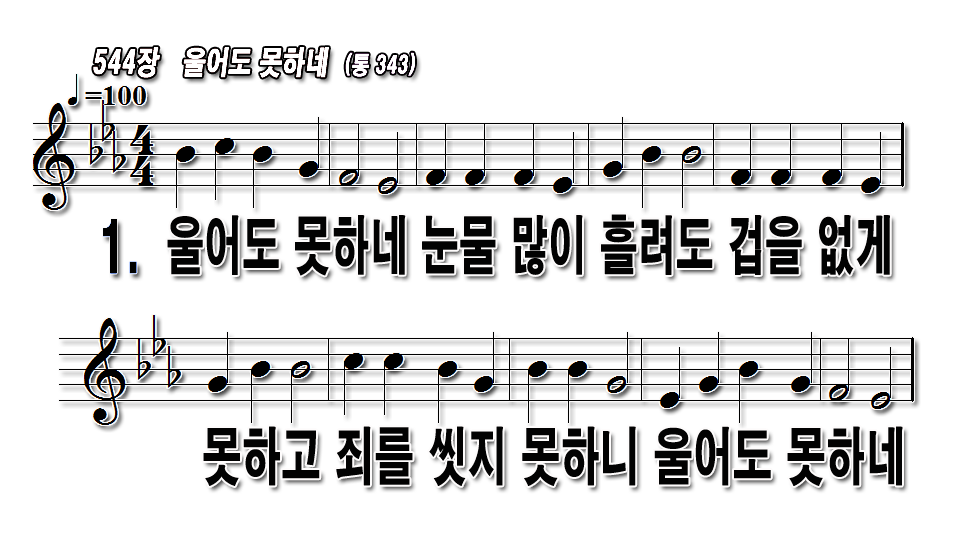 544장 울어도 못하네 (통 343)
♩=100
4
4
1. 울어도 못하네 눈물 많이 흘려도 겁을 없게
못하고 죄를 씻지 못하니 울어도 못하네